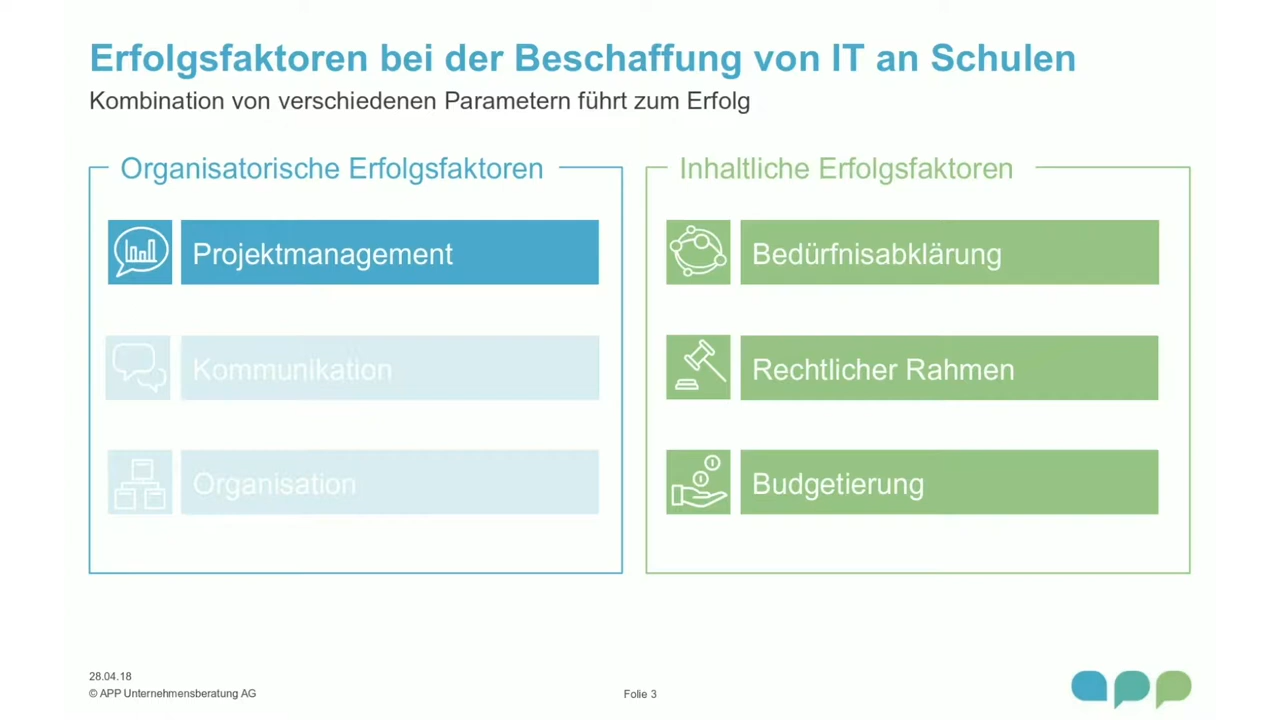 Erfolgsfaktoren bei der Beschaffung von IT an Schulen
Kombination von verschiedenen Parametern führt zum Erfolg
Organisatorische Erfolgsfaktoren
Projektmanagement
Kommunikation
Organisation
Inhaltliche Erfolgsfaktoren
Bedürfnisabklärung
Rechtlicher Rahmen
Budgetierung
28.04.18
© APP Unternehmensberatung AG
Folie 3
app